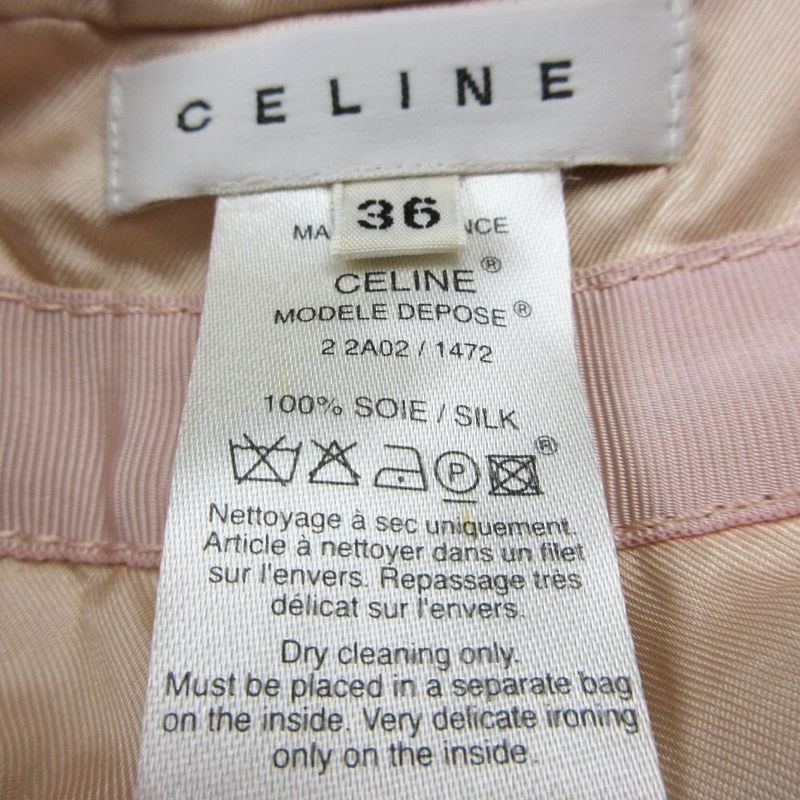 CELINE
36
MA NCE
CELINE®
MODELE DEPOSE®
2 2A02 / 1472
100% SOIE / SILK
P ®
Nettoyage à sec uniquement.
Article à nettoyer dans un filet
sur l'envers. Repassage très
délicat sur l'envers.
Dry cleaning only.
Must be placed in a separate bag
on the inside. Very delicate ironing
only on the inside.